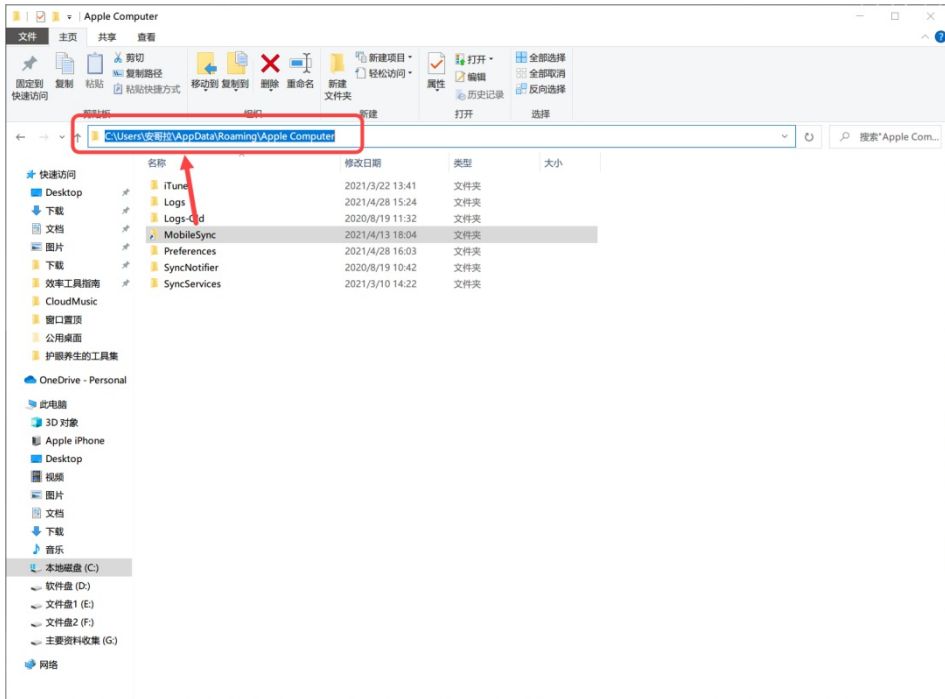 Apple Computer
文件 主页 共享 查看
固定到快速访问 复制 粘贴 剪切 复制路径 粘贴快捷方式 移动到 复制到 删除 重命名 新建文件夹 新建项目 轻松访问 属性 打开 编辑 历史记录 全部选择 全部取消 反向选择
剪贴板 组织 新建 打开 选择
C:\Users\安哥拉\AppData\Roaming\Apple Computer 搜索"Apple Com...
名称 修改日期 类型 大小
iTune 2021/3/22 13:41 文件夹
Logs 2021/4/28 15:24 文件夹
Logs-Old 2020/8/19 11:32 文件夹
MobileSync 2021/4/13 18:04 文件夹
Preferences 2021/4/28 16:03 文件夹
SyncNotifier 2020/8/19 10:42 文件夹
SyncServices 2021/3/10 14:22 文件夹
快速访问
Desktop
下载
文档
图片
下载
效率工具指南
CloudMusic
窗口置顶
公用桌面
护眼养生的工具集
OneDrive - Personal
此电脑
3D 对象
Apple iPhone
Desktop
视频
图片
文档
下载
音乐
本地磁盘 (C:)
软件盘 (D:)
文件盘1 (E:)
文件盘2 (F:)
主要资料收集 (G:)
网络